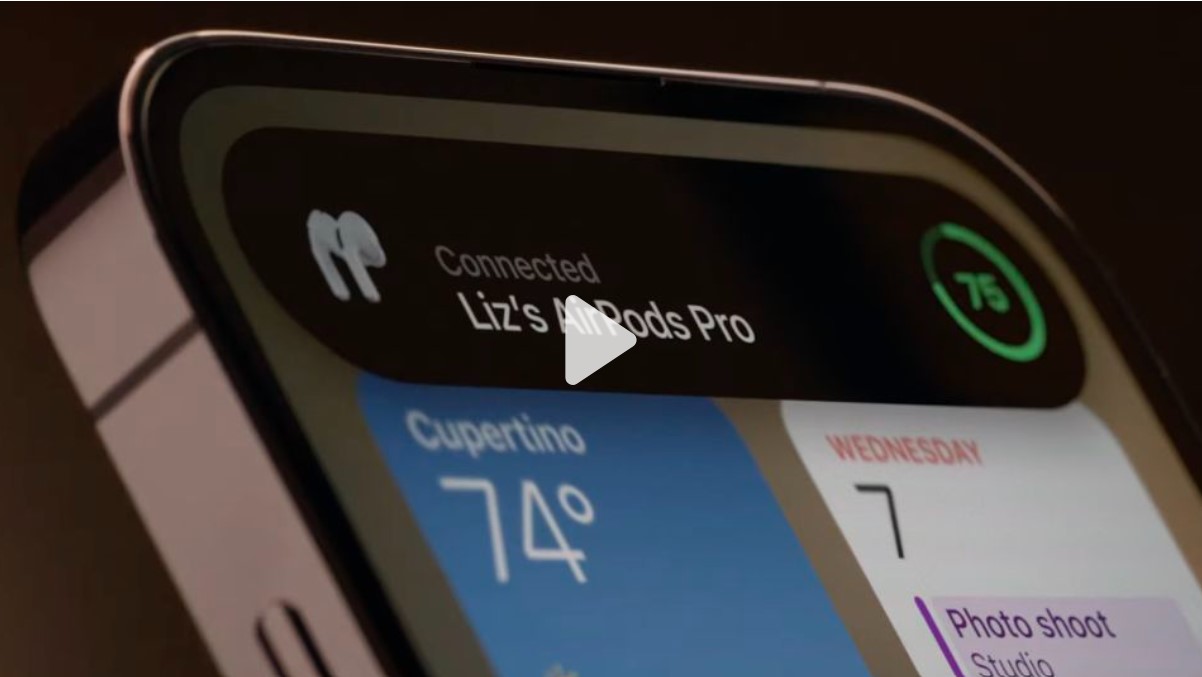 Connected
Liz's AirPods Pro
75
Cupertino
74°
WEDNESDAY
7
Photo shoot
Studio